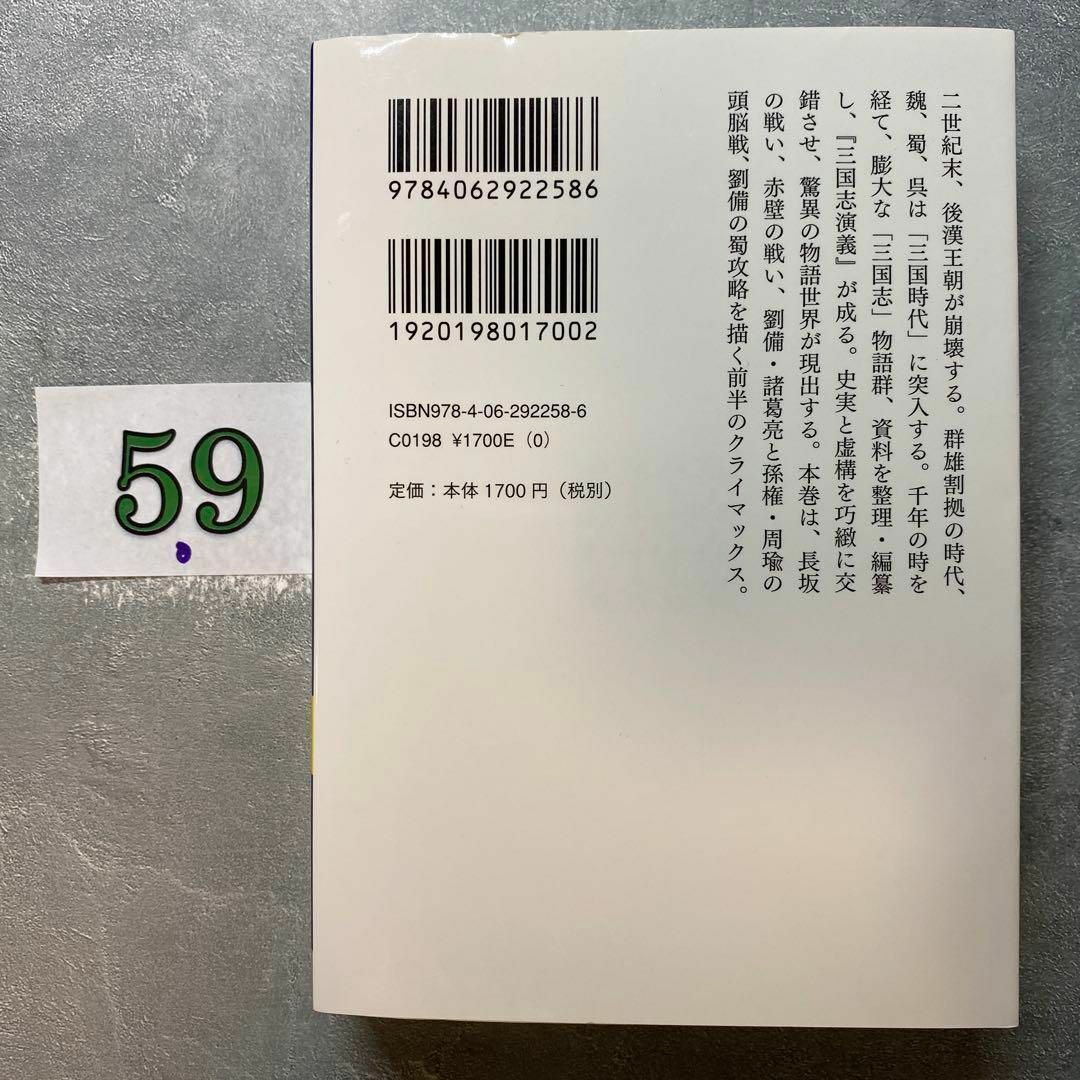 二世紀末、後漢王朝が崩壊する。群雄割拠の時代、
魏、蜀、呉は「三国時代」に突入する。千年の時を
経て、膨大な「三国志」物語群、資料を整理・編纂
し、『三国志演義』が成る。史実と虚構を巧緻に交
錯させ、驚異の物語世界が現出する。本巻は、長坂
の戦い、赤壁の戦い、劉備・諸葛亮と孫権・周瑜の
頭脳戦、劉備の蜀攻略を描く前半のクライマックス。
9784062922586
1920198017002
ISBN978-4-06-292258-6
C0198 ¥1700E (0)
定価：本体1700円（税別）
59